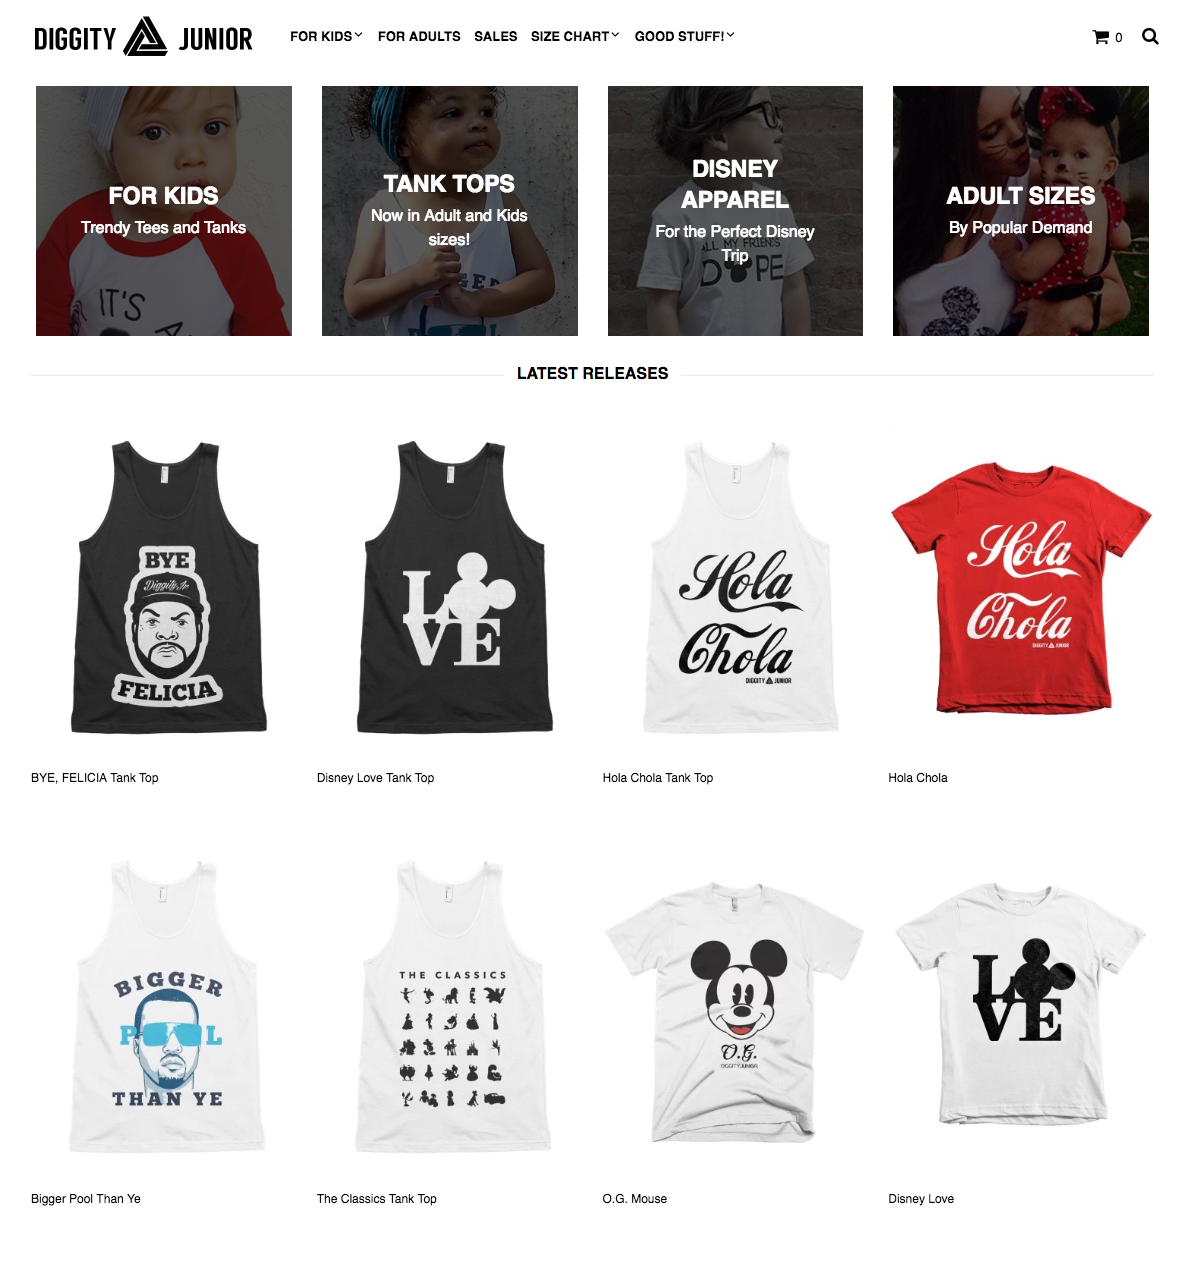 DIGGITY JUNIOR
FOR KIDS FOR ADULTS SALES SIZE CHART GOOD STUFF!
0
FOR KIDS
Trendy Tees and Tanks
IT'S A
TANK TOPS
Now in Adult and Kids
sizes!
DISNEY
APPAREL
For the Perfect Disney
Trip
ALL MY FRIENDS
DOPE
ADULT SIZES
By Popular Demand
LATEST RELEASES
BYE
Diggity Jr
FELICIA
LOVE
Hola
Chola
DIGGITY JUNIOR
Hola
Chola
DIGGITY JUNIOR
BYE, FELICIA Tank Top
Disney Love Tank Top
Hola Chola Tank Top
Hola Chola
BIGGER
P L
THAN YE
THE CLASSICS
O.G.
DIGGITYJUNIOR
LOVE
Bigger Pool Than Ye
The Classics Tank Top
O.G. Mouse
Disney Love